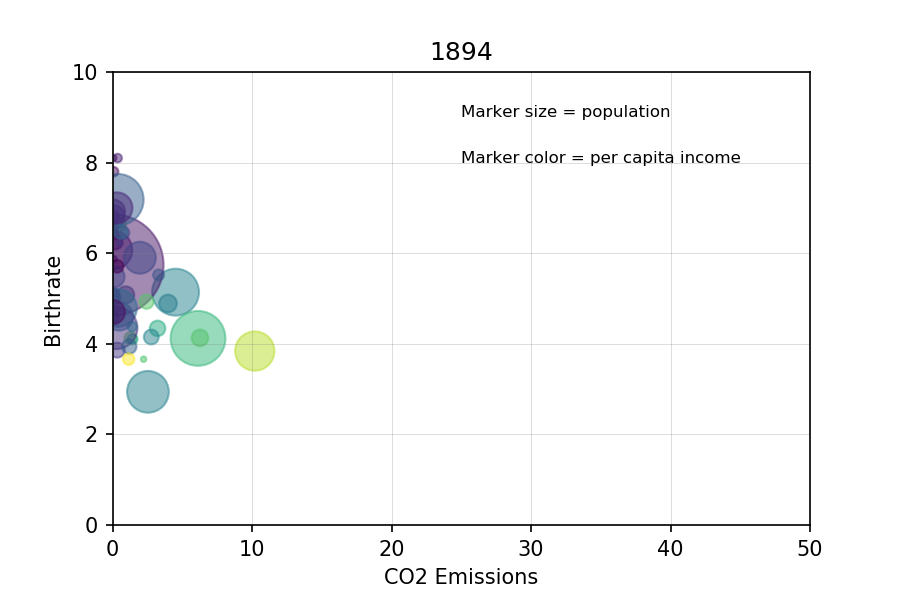 1894
Marker size = population
Marker color = per capita income
10
8
6
4
2
0
Birthrate
0 10 20 30 40 50
CO2 Emissions